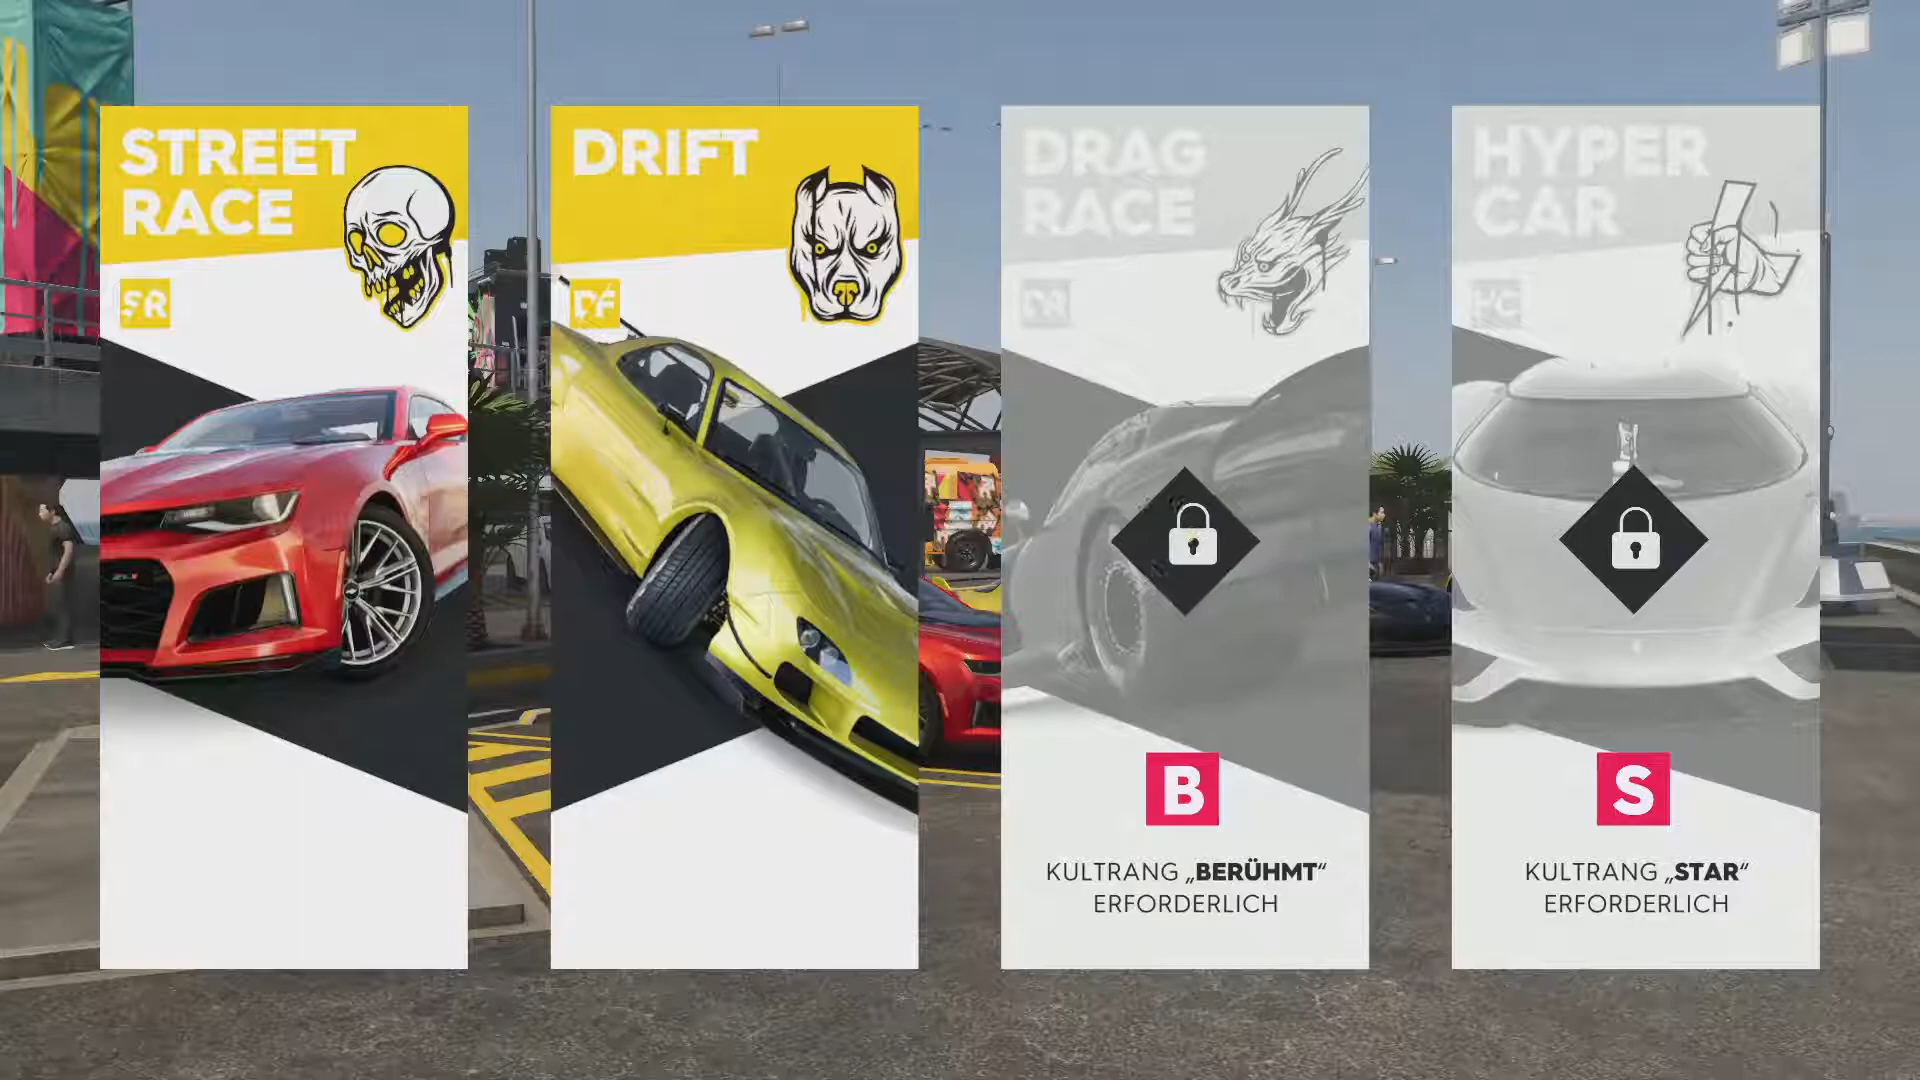 STREET
RACE
SR
DRIFT
DF
DRAG
RACE
DR
B
KULTRANG „BERÜHMT“
ERFORDERLICH
HYPER
CAR
HC
S
KULTRANG „STAR“
ERFORDERLICH